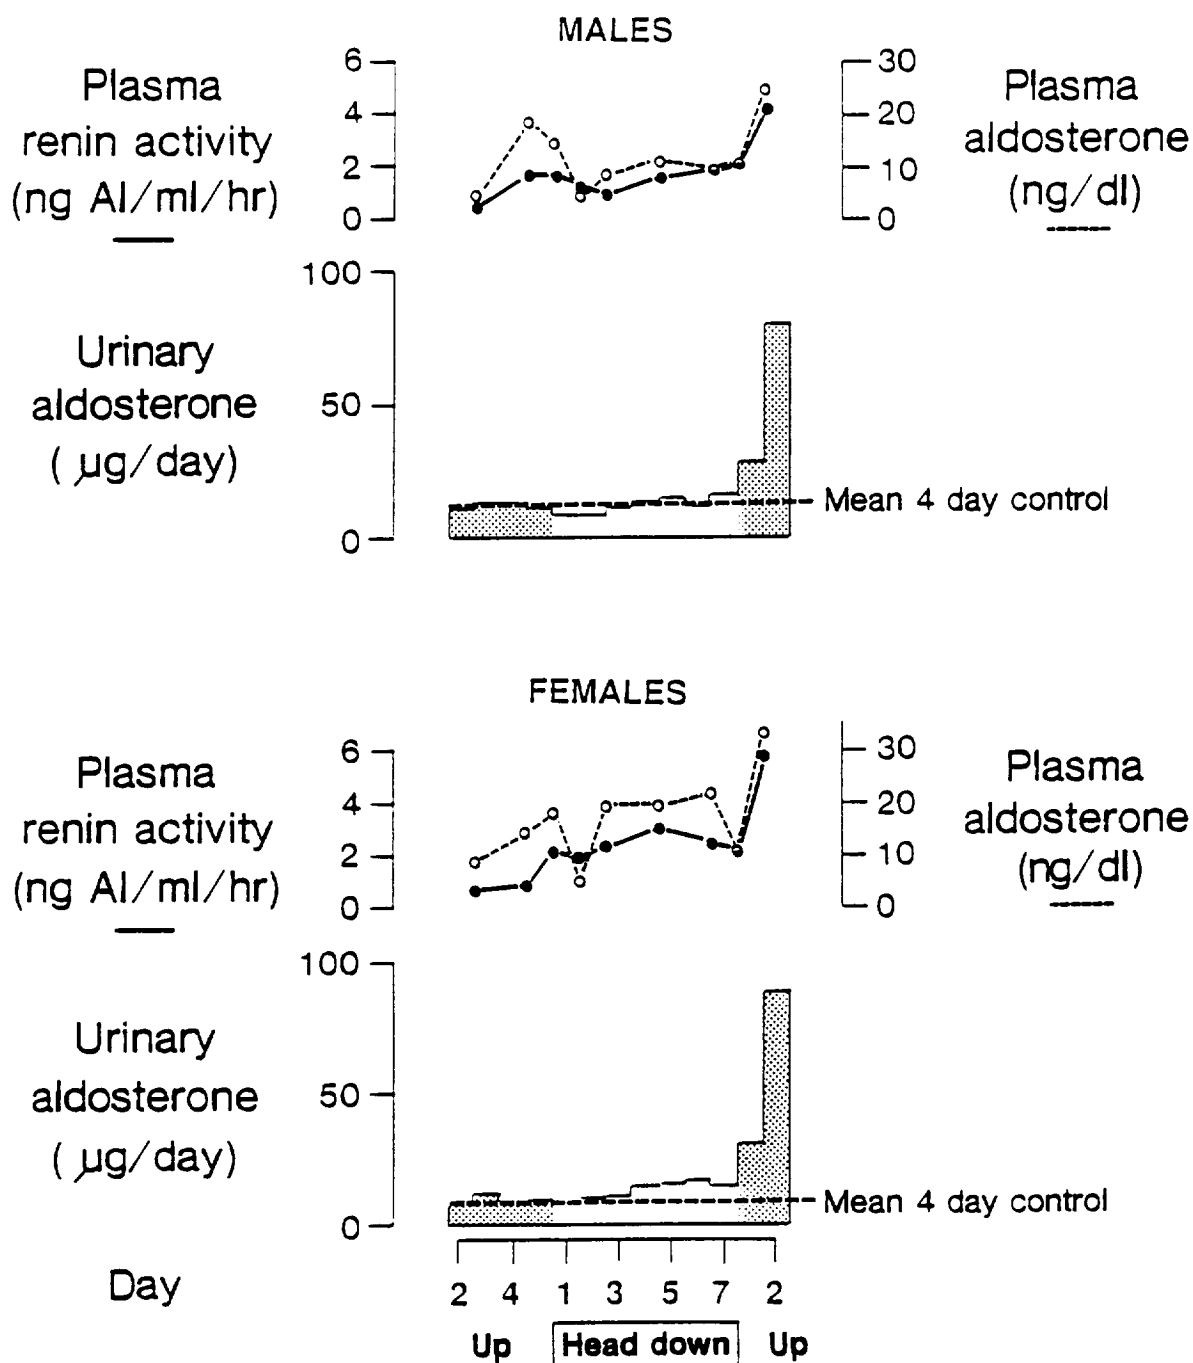 MALES
Plasma
renin activity
(ng AI/ml/hr)
6
4
2
0
30
20
10
0
Plasma
aldosterone
(ng/dl)
Urinary
aldosterone
( µg/day)
100
50
0
Mean 4 day control
FEMALES
Plasma
renin activity
(ng AI/ml/hr)
6
4
2
0
30
20
10
0
Plasma
aldosterone
(ng/dl)
Urinary
aldosterone
( µg/day)
100
50
0
Mean 4 day control
Day
2 4 1 3 5 7 2
Up Head down Up